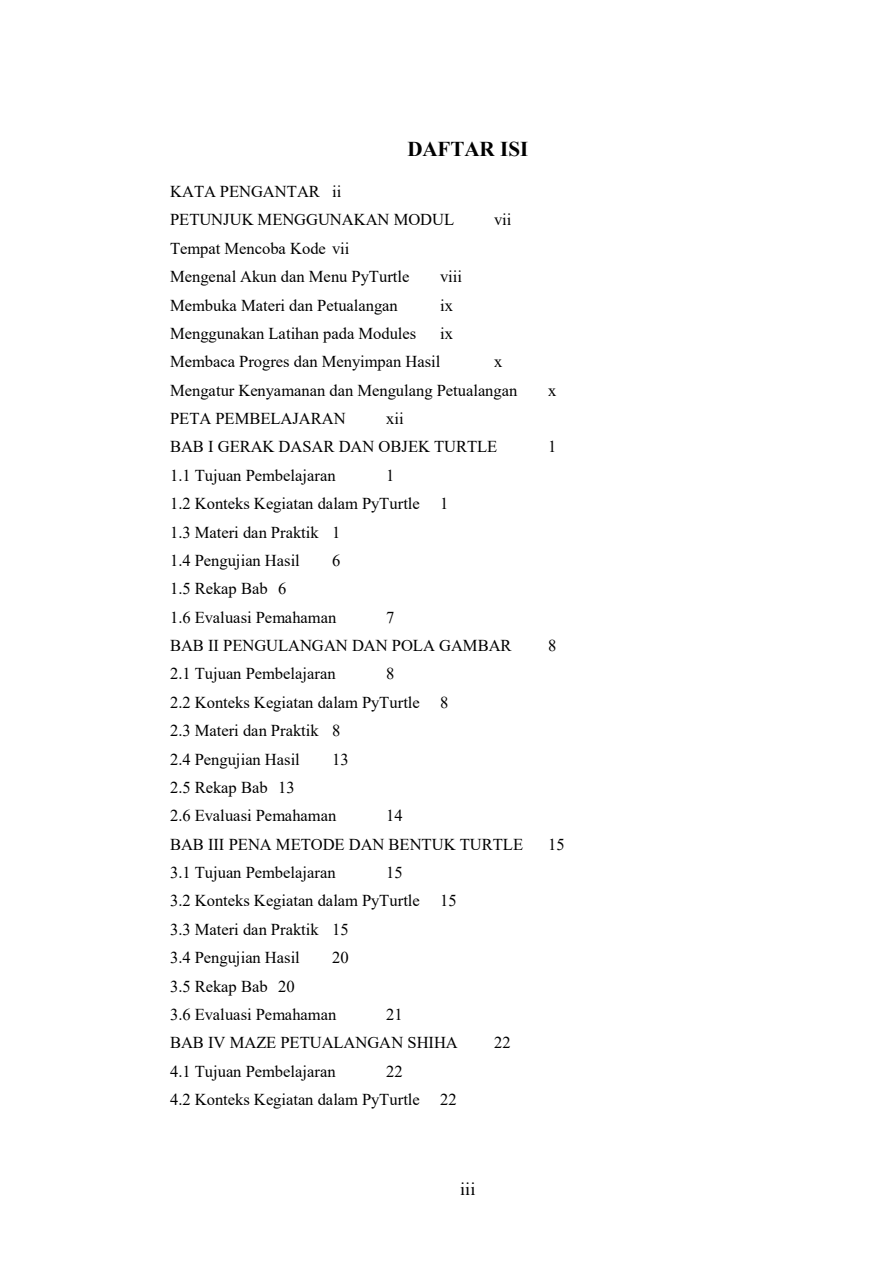 DAFTAR ISI
KATA PENGANTAR ii
PETUNJUK MENGGUNAKAN MODUL vii
Tempat Mencoba Kode vii
Mengenal Akun dan Menu PyTurtle viii
Membuka Materi dan Petualangan ix
Menggunakan Latihan pada Modules ix
Membaca Progres dan Menyimpan Hasil x
Mengatur Kenyamanan dan Mengulang Petualangan x
PETA PEMBELAJARAN xii
BAB I GERAK DASAR DAN OBJEK TURTLE 1
1.1 Tujuan Pembelajaran 1
1.2 Konteks Kegiatan dalam PyTurtle 1
1.3 Materi dan Praktik 1
1.4 Pengujian Hasil 6
1.5 Rekap Bab 6
1.6 Evaluasi Pemahaman 7
BAB II PENGULANGAN DAN POLA GAMBAR 8
2.1 Tujuan Pembelajaran 8
2.2 Konteks Kegiatan dalam PyTurtle 8
2.3 Materi dan Praktik 8
2.4 Pengujian Hasil 13
2.5 Rekap Bab 13
2.6 Evaluasi Pemahaman 14
BAB III PENA METODE DAN BENTUK TURTLE 15
3.1 Tujuan Pembelajaran 15
3.2 Konteks Kegiatan dalam PyTurtle 15
3.3 Materi dan Praktik 15
3.4 Pengujian Hasil 20
3.5 Rekap Bab 20
3.6 Evaluasi Pemahaman 21
BAB IV MAZE PETUALANGAN SHIHA 22
4.1 Tujuan Pembelajaran 22
4.2 Konteks Kegiatan dalam PyTurtle 22
iii